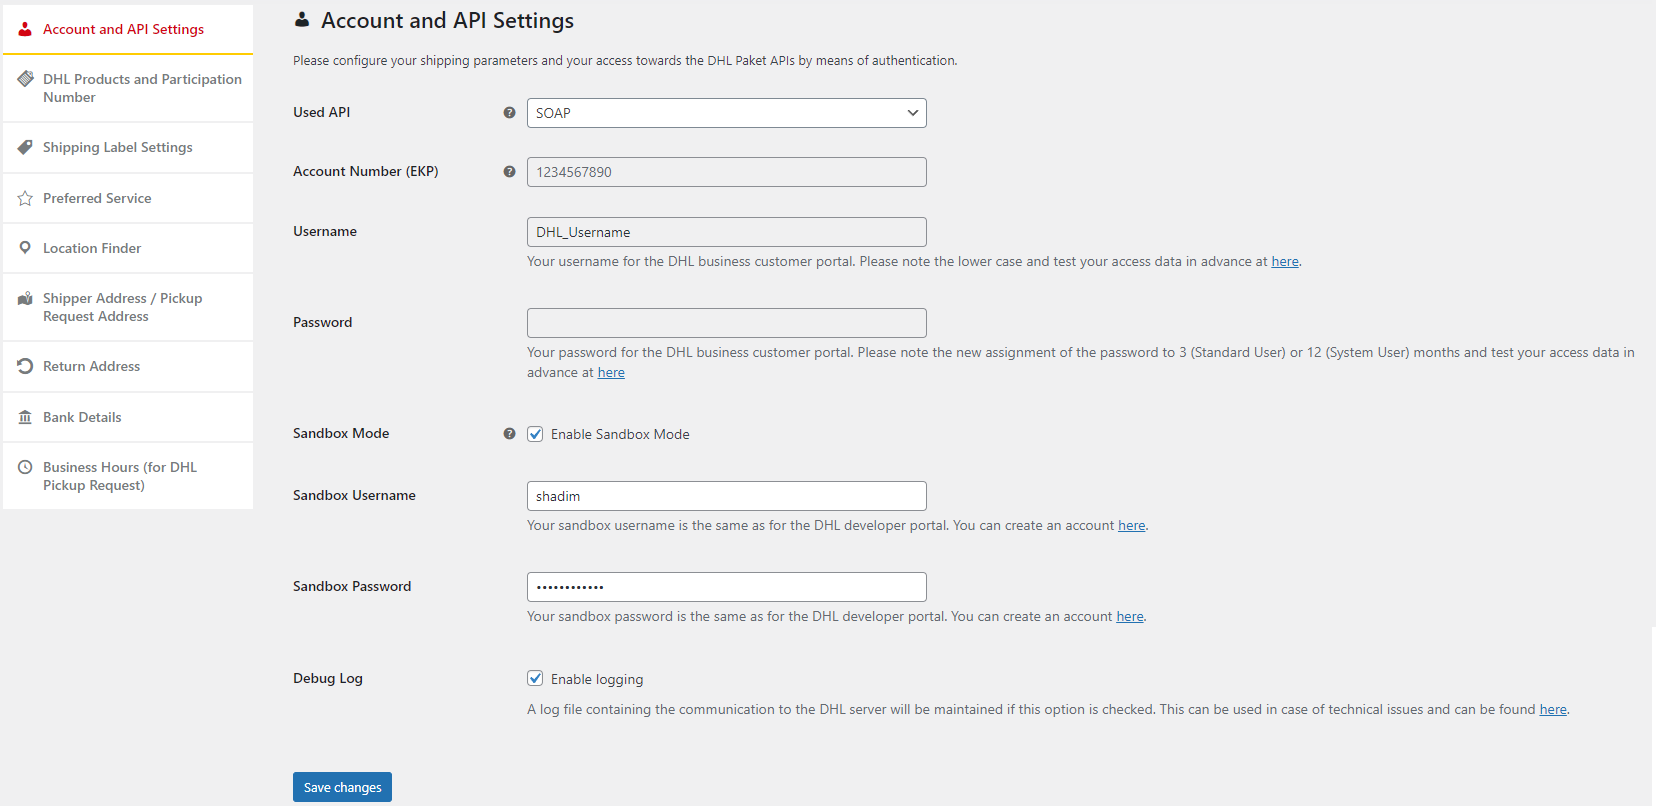 Account and API Settings
DHL Products and Participation
Number
Shipping Label Settings
Preferred Service
Location Finder
Shipper Address / Pickup
Request Address
Return Address
Bank Details
Business Hours (for DHL
Pickup Request)
Account and API Settings
Please configure your shipping parameters and your access towards the DHL Paket APIs by means of authentication.
Used API
SOAP
Account Number (EKP)
1234567890
Username
DHL_Username
Your username for the DHL business customer portal. Please note the lower case and test your access data in advance at here.
Password
Your password for the DHL business customer portal. Please note the new assignment of the password to 3 (Standard User) or 12 (System User) months and test your access data in
advance at here
Sandbox Mode
Enable Sandbox Mode
Sandbox Username
shadim
Your sandbox username is the same as for the DHL developer portal. You can create an account here.
Sandbox Password
••••••••••••
Your sandbox password is the same as for the DHL developer portal. You can create an account here.
Debug Log
Enable logging
A log file containing the communication to the DHL server will be maintained if this option is checked. This can be used in case of technical issues and can be found here.
Save changes